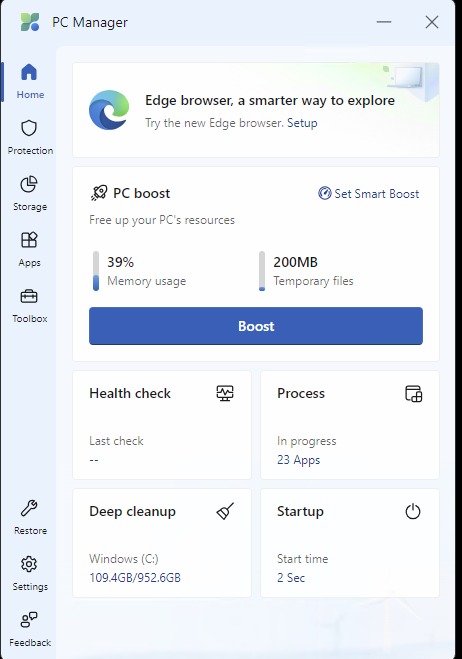 PC Manager
Home
Protection
Storage
Apps
Toolbox
Restore
Settings
Feedback
Edge browser, a smarter way to explore
Try the new Edge browser. Setup
PC boost
Set Smart Boost
Free up your PC's resources
39%
Memory usage
200MB
Temporary files
Boost
Health check
Last check
--
Process
In progress
23 Apps
Deep cleanup
Windows (C:)
109.4GB/952.6GB
Startup
Start time
2 Sec